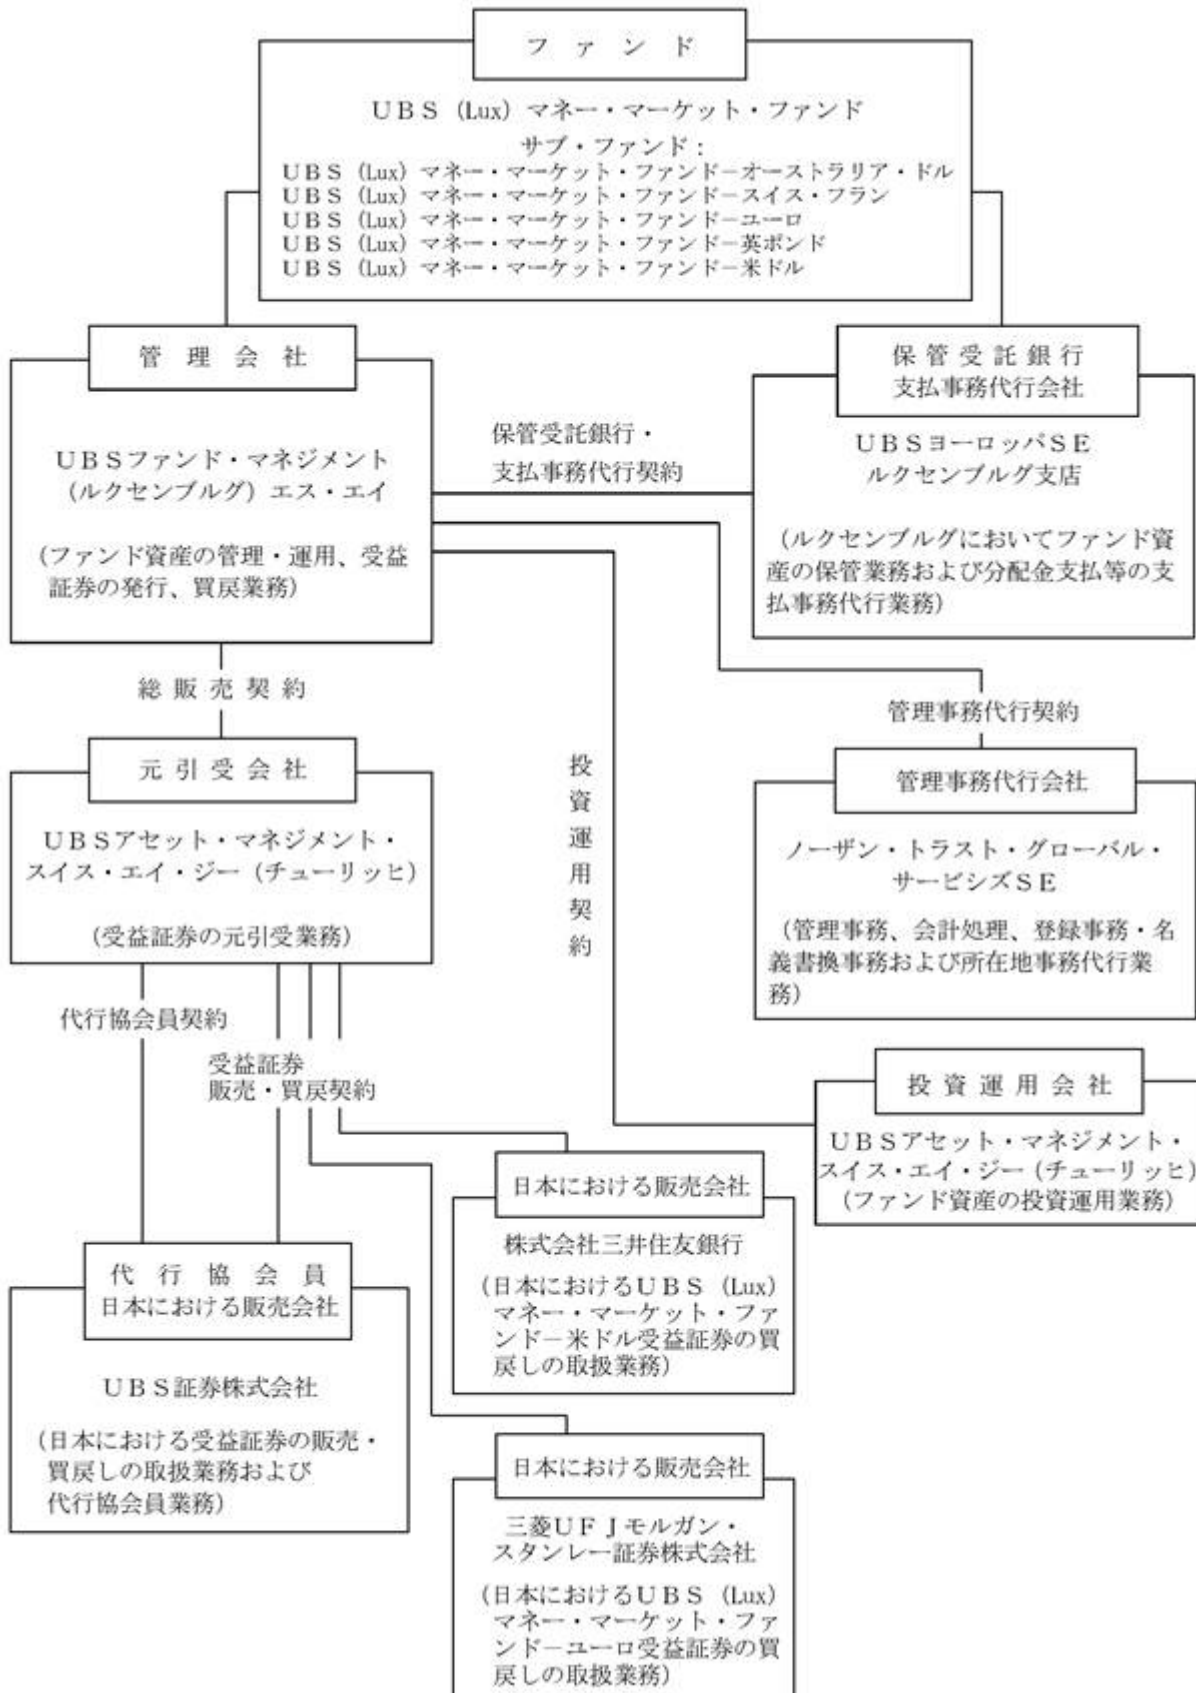 ファンド
ＵＢＳ（Lux）マネー・マーケット・ファンド
サブ・ファンド：
ＵＢＳ（Lux）マネー・マーケット・ファンド－オーストラリア・ドル
ＵＢＳ（Lux）マネー・マーケット・ファンド－スイス・フラン
ＵＢＳ（Lux）マネー・マーケット・ファンド－ユーロ
ＵＢＳ（Lux）マネー・マーケット・ファンド－英ポンド
ＵＢＳ（Lux）マネー・マーケット・ファンド－米ドル
管理会社
ＵＢＳファンド・マネジメント
（ルクセンブルグ）エス・エイ
（ファンド資産の管理・運用、受益
証券の発行、買戻業務）
保管受託銀行・
支払事務代行契約
保管受託銀行
支払事務代行会社
ＵＢＳヨーロッパＳＥ
ルクセンブルグ支店
（ルクセンブルグにおいてファンド資
産の保管業務および分配金支払等の支
払事務代行業務）
総販売契約
管理事務代行契約
元引受会社
ＵＢＳアセット・マネジメント・
スイス・エイ・ジー（チューリッヒ）
（受益証券の元引受業務）
投資運用契約
管理事務代行会社
ノーザン・トラスト・グローバル・
サービシズＳＥ
（管理事務、会計処理、登録事務・名
義書換事務および所在地事務代行業
務）
代行協会員契約
受益証券
販売・買戻契約
投資運用会社
ＵＢＳアセット・マネジメント・
スイス・エイ・ジー（チューリッヒ）
（ファンド資産の投資運用業務）
日本における販売会社
株式会社三井住友銀行
（日本におけるＵＢＳ（Lux）
マネー・マーケット・ファ
ンド－米ドル受益証券の買
戻しの取扱業務）
代行協会員
日本における販売会社
ＵＢＳ証券株式会社
（日本における受益証券の販売・
買戻しの取扱業務および
代行協会員業務）
日本における販売会社
三菱ＵＦＪモルガン・
スタンレー証券株式会社
（日本におけるＵＢＳ（Lux）
マネー・マーケット・ファ
ンド－ユーロ受益証券の買
戻しの取扱業務）